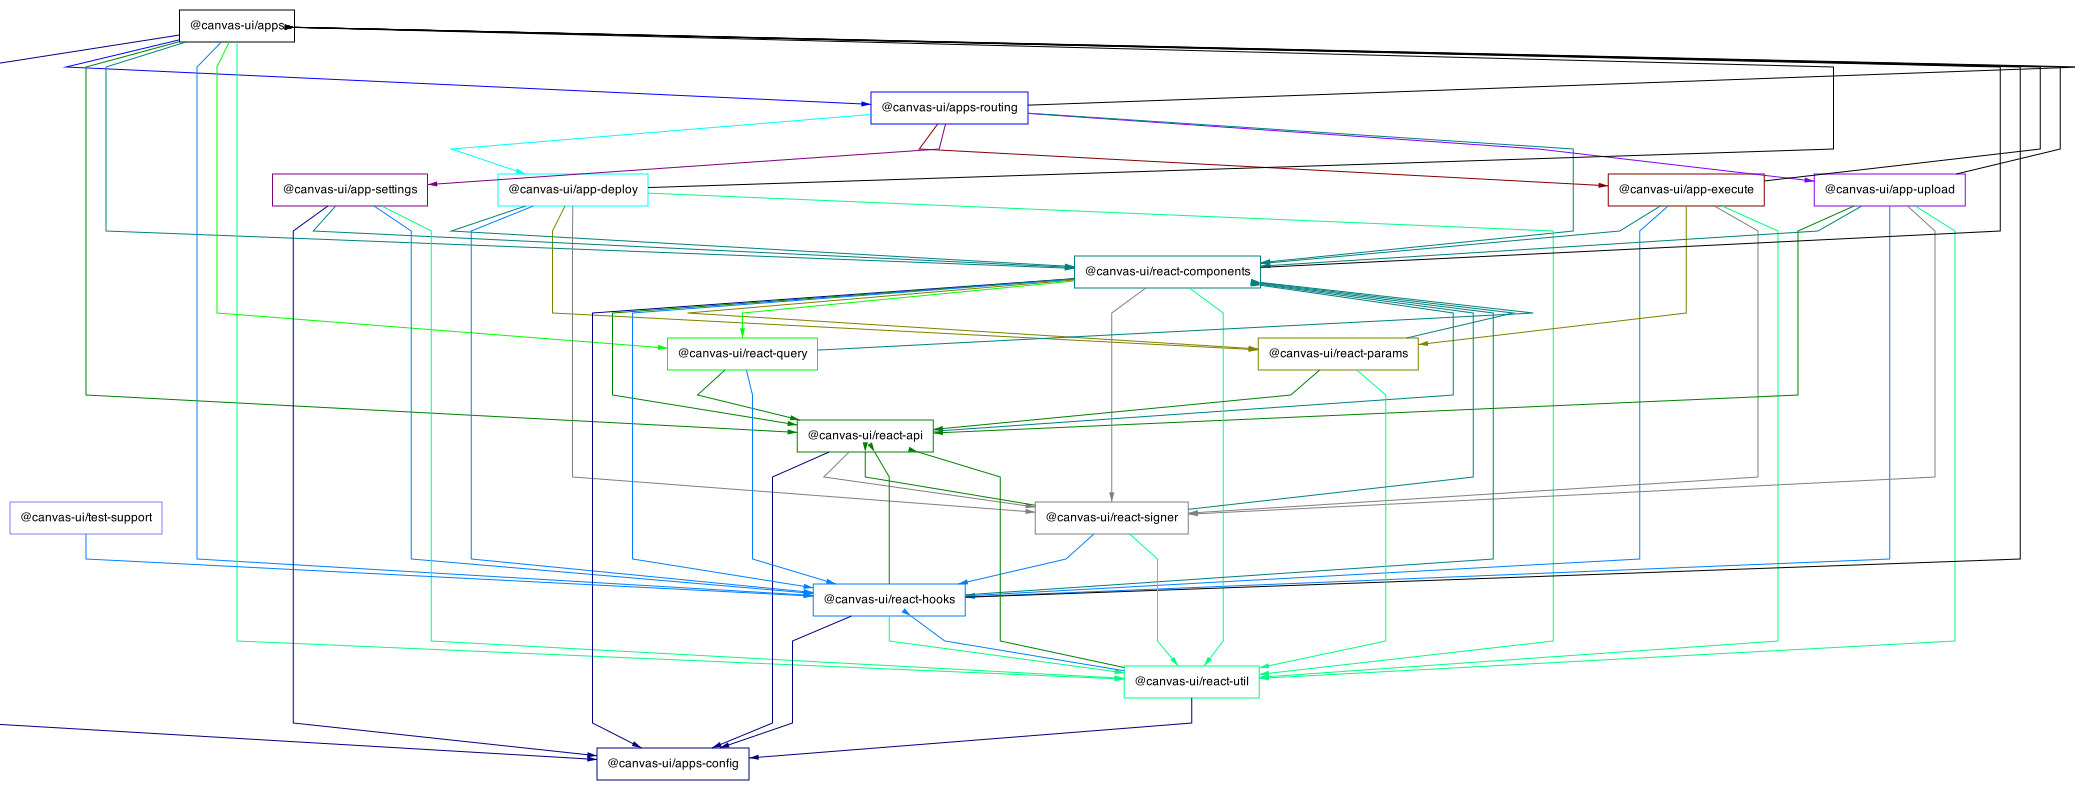 @canvas-ui/apps
@canvas-ui/apps-routing
@canvas-ui/app-settings
@canvas-ui/app-deploy
@canvas-ui/app-execute
@canvas-ui/app-upload
@canvas-ui/react-components
@canvas-ui/react-query
@canvas-ui/react-params
@canvas-ui/react-api
@canvas-ui/test-support
@canvas-ui/react-signer
@canvas-ui/react-hooks
@canvas-ui/react-util
@canvas-ui/apps-config